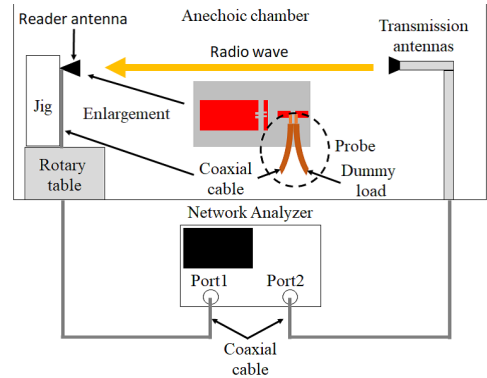 Reader antenna
Anechoic chamber
Transmission
antennas
Radio wave
Jig
Enlargement
Probe
Rotary
table
Coaxial
cable
Dummy
load
Network Analyzer
Port1
Port2
Coaxial
cable